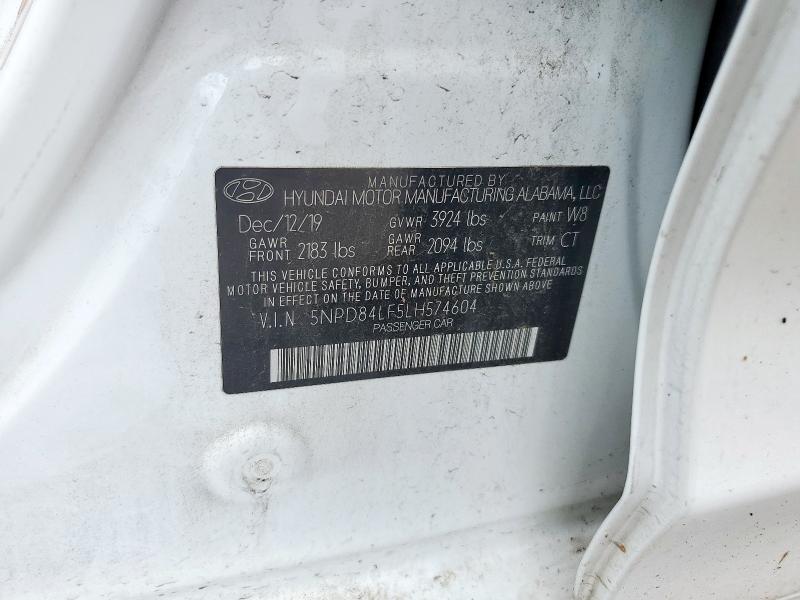 MANUFACTURED BY
HYUNDAI MOTOR MANUFACTURING ALABAMA, LLC
Dec/12/19 GVWR 3924 lbs PAINT W8
GAWR FRONT 2183 lbs GAWR REAR 2094 lbs TRIM CT
THIS VEHICLE CONFORMS TO ALL APPLICABLE U.S.A. FEDERAL
MOTOR VEHICLE SAFETY, BUMPER, AND THEFT PREVENTION STANDARDS
IN EFFECT ON THE DATE OF MANUFACTURE SHOWN ABOVE.
V.I.N 5NPD84LF5LH574604
PASSENGER CAR